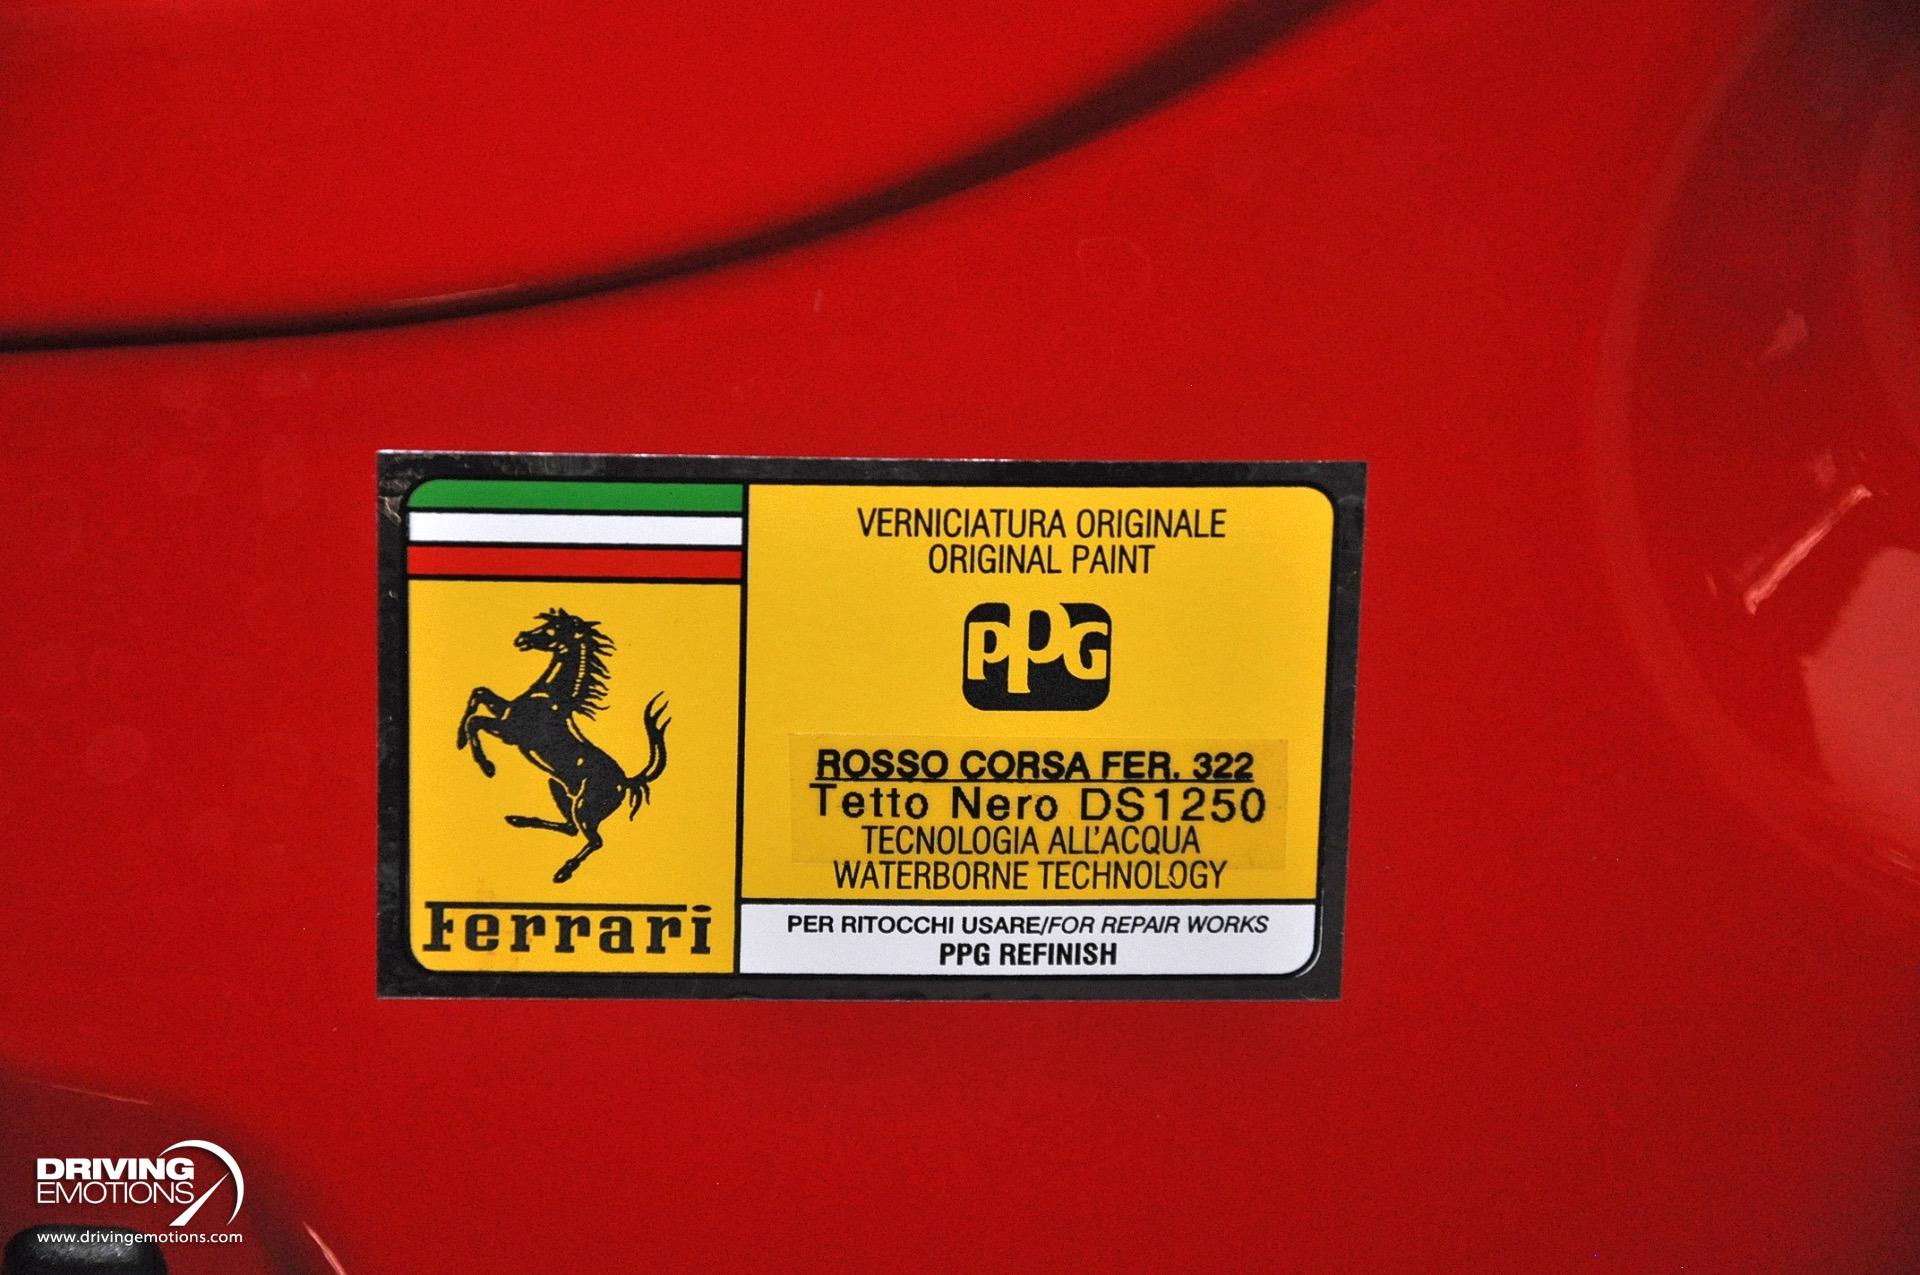 VERNICIATURA ORIGINALE
ORIGINAL PAINT
PPG
ROSSO CORSA FER. 322
Tetto Nero DS1250
TECNOLOGIA ALL'ACQUA
WATERBORNE TECHNOLOGY
Ferrari
PER RITOCCHI USARE/FOR REPAIR WORKS
PPG REFINISH
DRIVING
EMOTIONS
www.drivingemotions.com